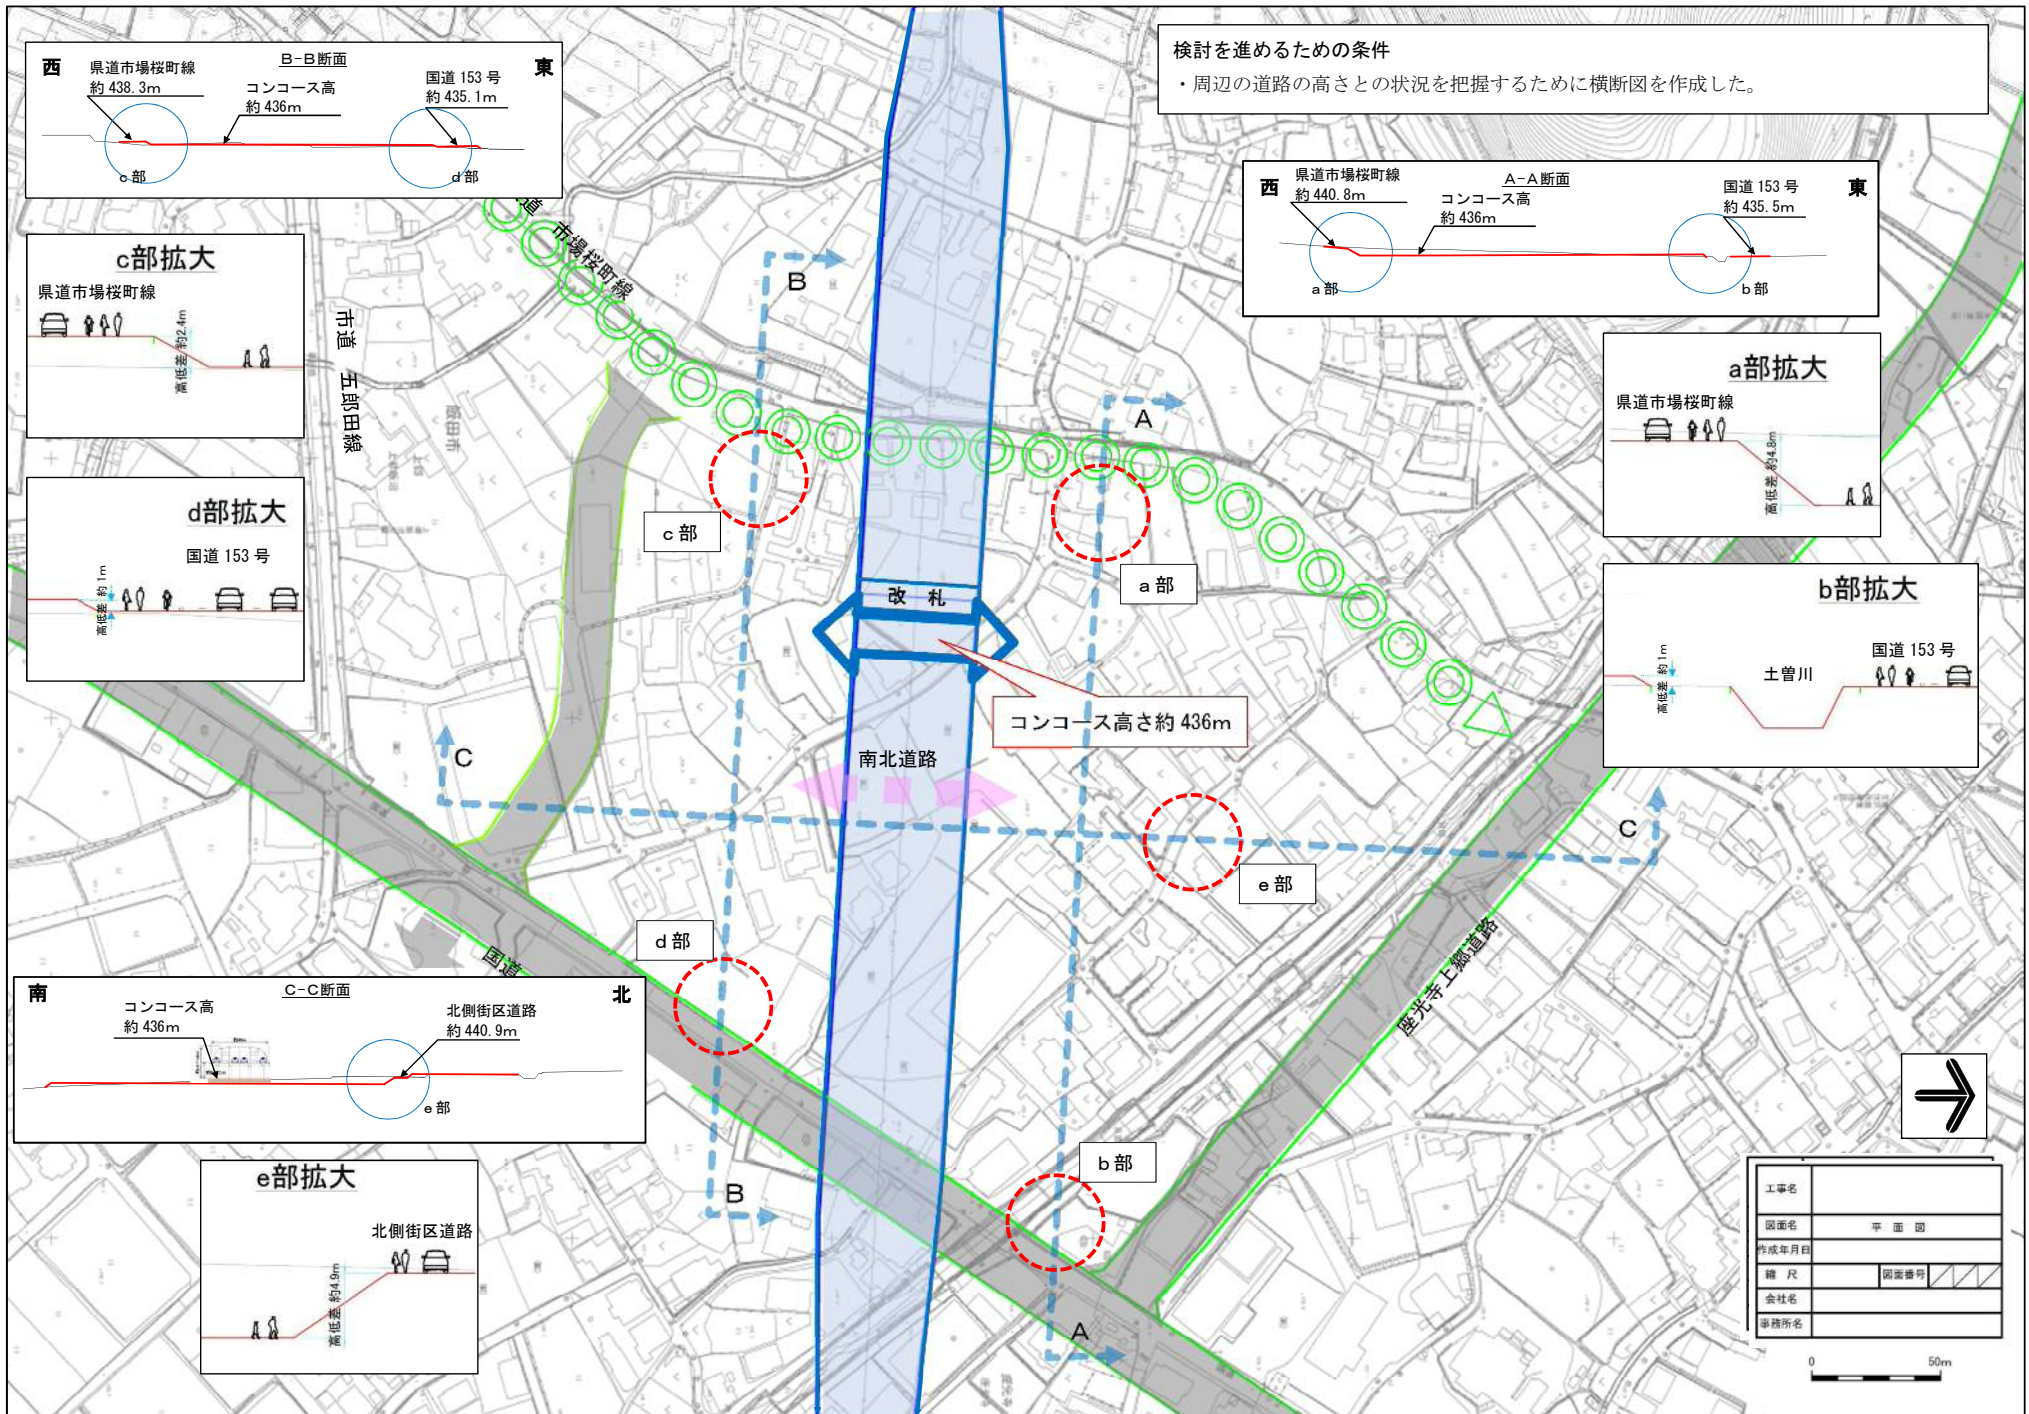 検討を進めるための条件
・周辺の道路の高さとの状況を把握するために横断図を作成した。
B-B断面
西
東
県道市場桜町線
約 438.3m
コンコース高
約 436m
国道 153 号
約 435.1m
c 部
d 部
A-A断面
西
東
県道市場桜町線
約 440.8m
コンコース高
約 436m
国道 153 号
約 435.5m
a 部
b 部
c部拡大
県道市場桜町線
高低差 約2.4m
d部拡大
国道 153 号
高低差 約 1m
a部拡大
県道市場桜町線
高低差 約4.8m
b部拡大
国道 153 号
土曽川
高低差 約 1m
道 市場桜町線
市道 五郎田線
飯田市
B
A
c 部
a 部
改 札
コンコース高さ約 436m
南北道路
C
C
e 部
d 部
国道
座光寺上郷道路
b 部
B
A
C-C断面
南
北
コンコース高
約 436m
北側街区道路
約 440.9m
e 部
e部拡大
北側街区道路
高低差 約4.9m
工事名
図面名 平 面 図
作成年月日
縮 尺 図面番号
会社名
事務所名
0 50m